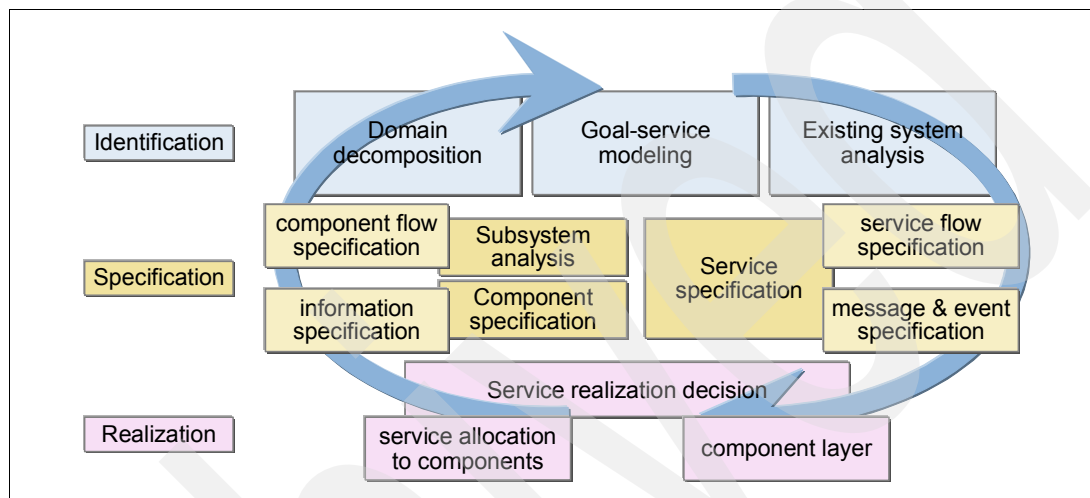 Identification
Domain
decomposition
Goal-service
modeling
Existing system
analysis
Specification
component flow
specification
Subsystem
analysis
Service
specification
service flow
specification
information
specification
Component
specification
message & event
specification
Realization
Service realization decision
service allocation
to components
component layer